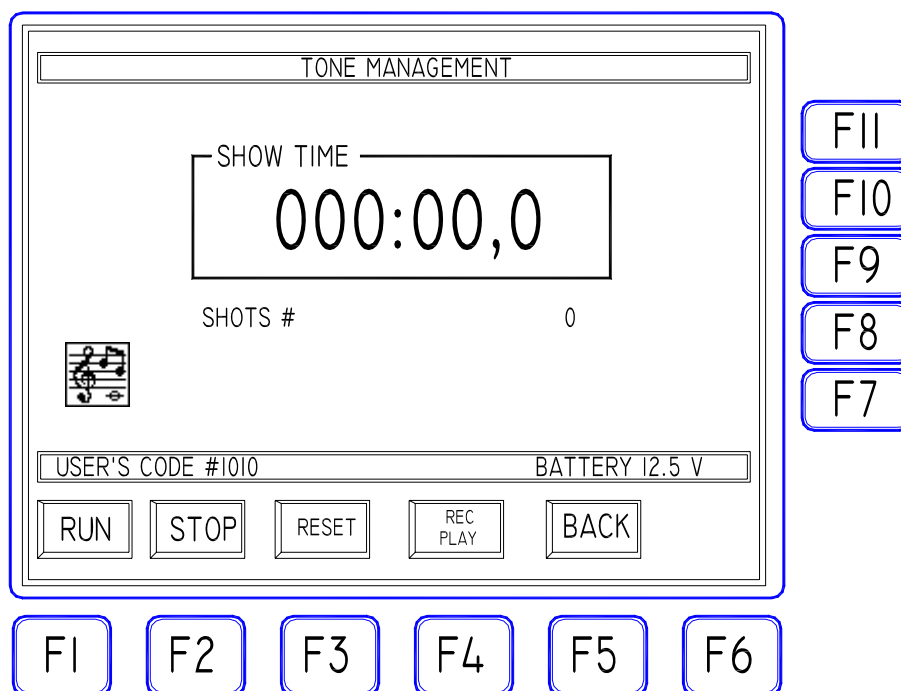 TONE MANAGEMENT
SHOW TIME
000:00,0
SHOTS # 0
USER'S CODE #1010 BATTERY 12.5 V
RUN STOP RESET REC PLAY BACK
F11
F10
F9
F8
F7
F1 F2 F3 F4 F5 F6